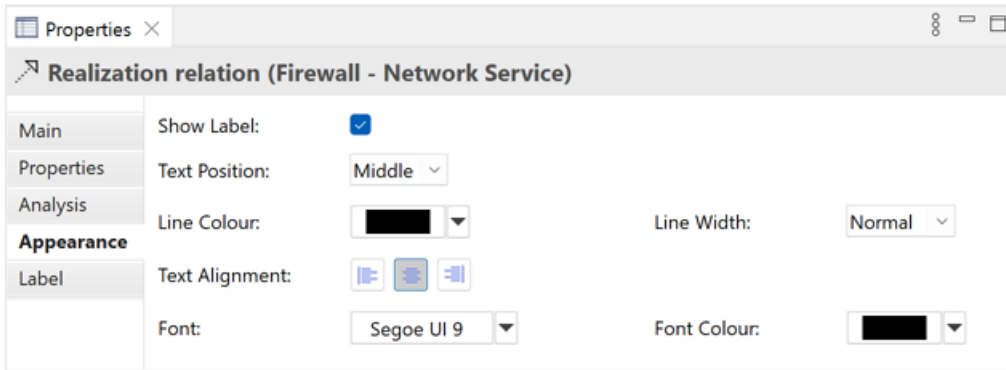 Properties
Realization relation (Firewall - Network Service)
Main
Properties
Analysis
Appearance
Label
Show Label:
Text Position: Middle
Line Colour: Line Width: Normal
Text Alignment:
Font: Segoe UI 9 Font Colour: